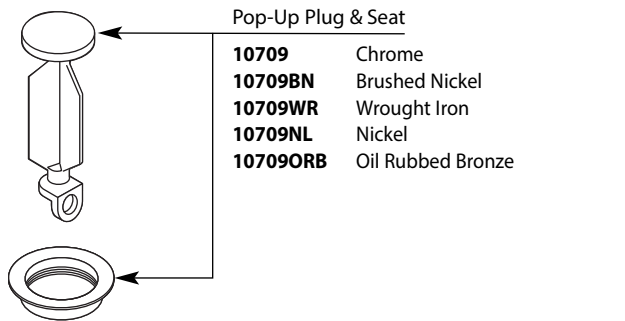 Pop-Up Plug & Seat
10709 Chrome
10709BN Brushed Nickel
10709WR Wrought Iron
10709NL Nickel
10709ORB Oil Rubbed Bronze